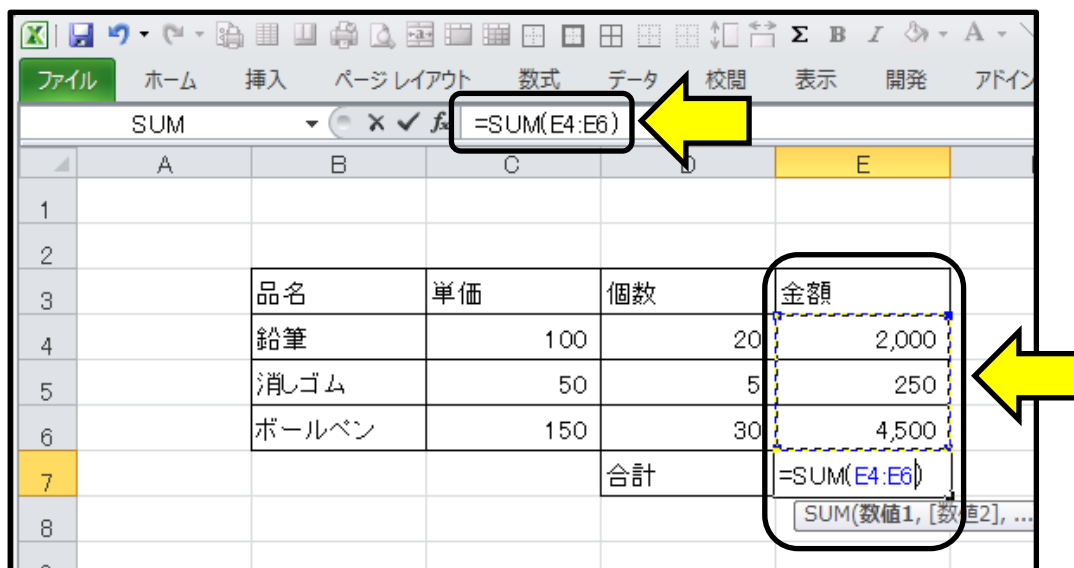 Σ B I A
ファイル ホーム 挿入 ページ レイアウト 数式 データ 校閲 表示 開発 アドイン
SUM fx =SUM(E4:E6)
A B C D E
1
2
3 品名 単価 個数 金額
4 鉛筆 100 20 2,000
5 消しゴム 50 5 250
6 ボールペン 150 30 4,500
7 合計 =SUM(E4:E6)
8 SUM(数値1, [数値2], ...